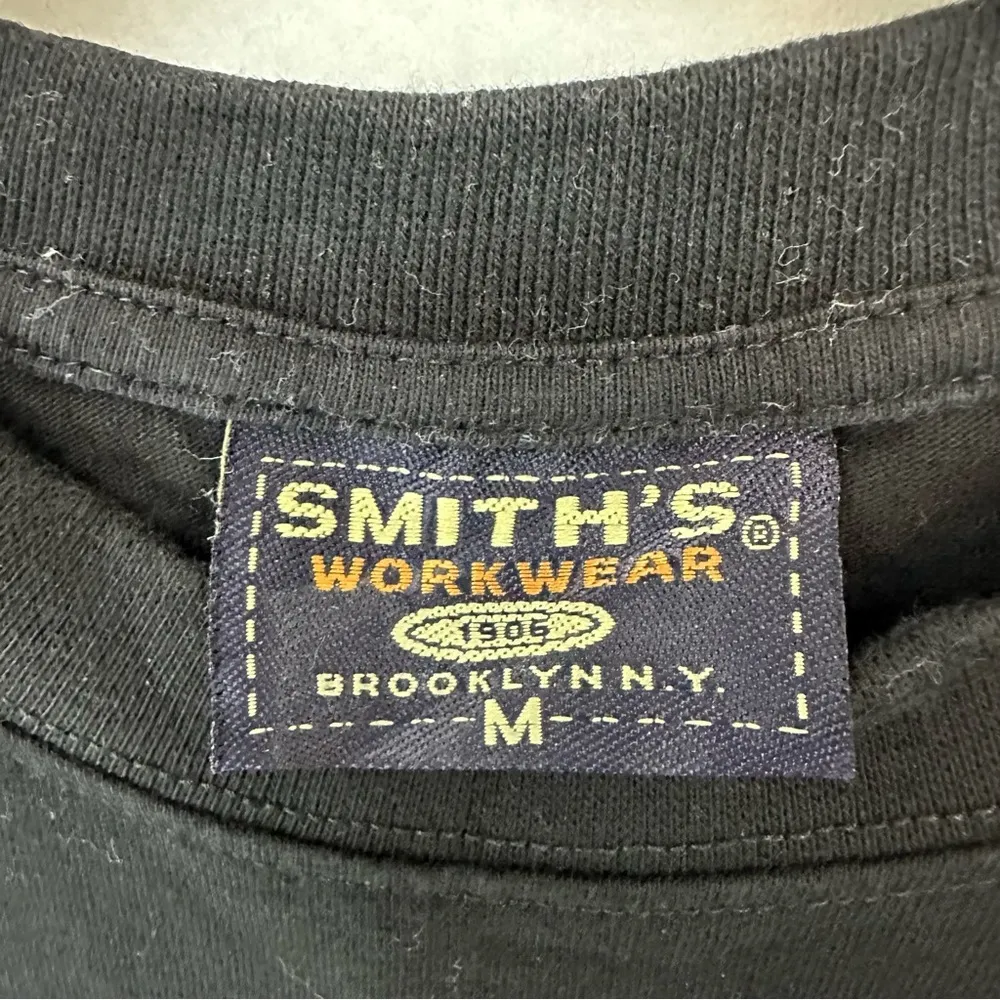 SMITH'S ®
WORKWEAR
1906
BROOKLYN N.Y.
M